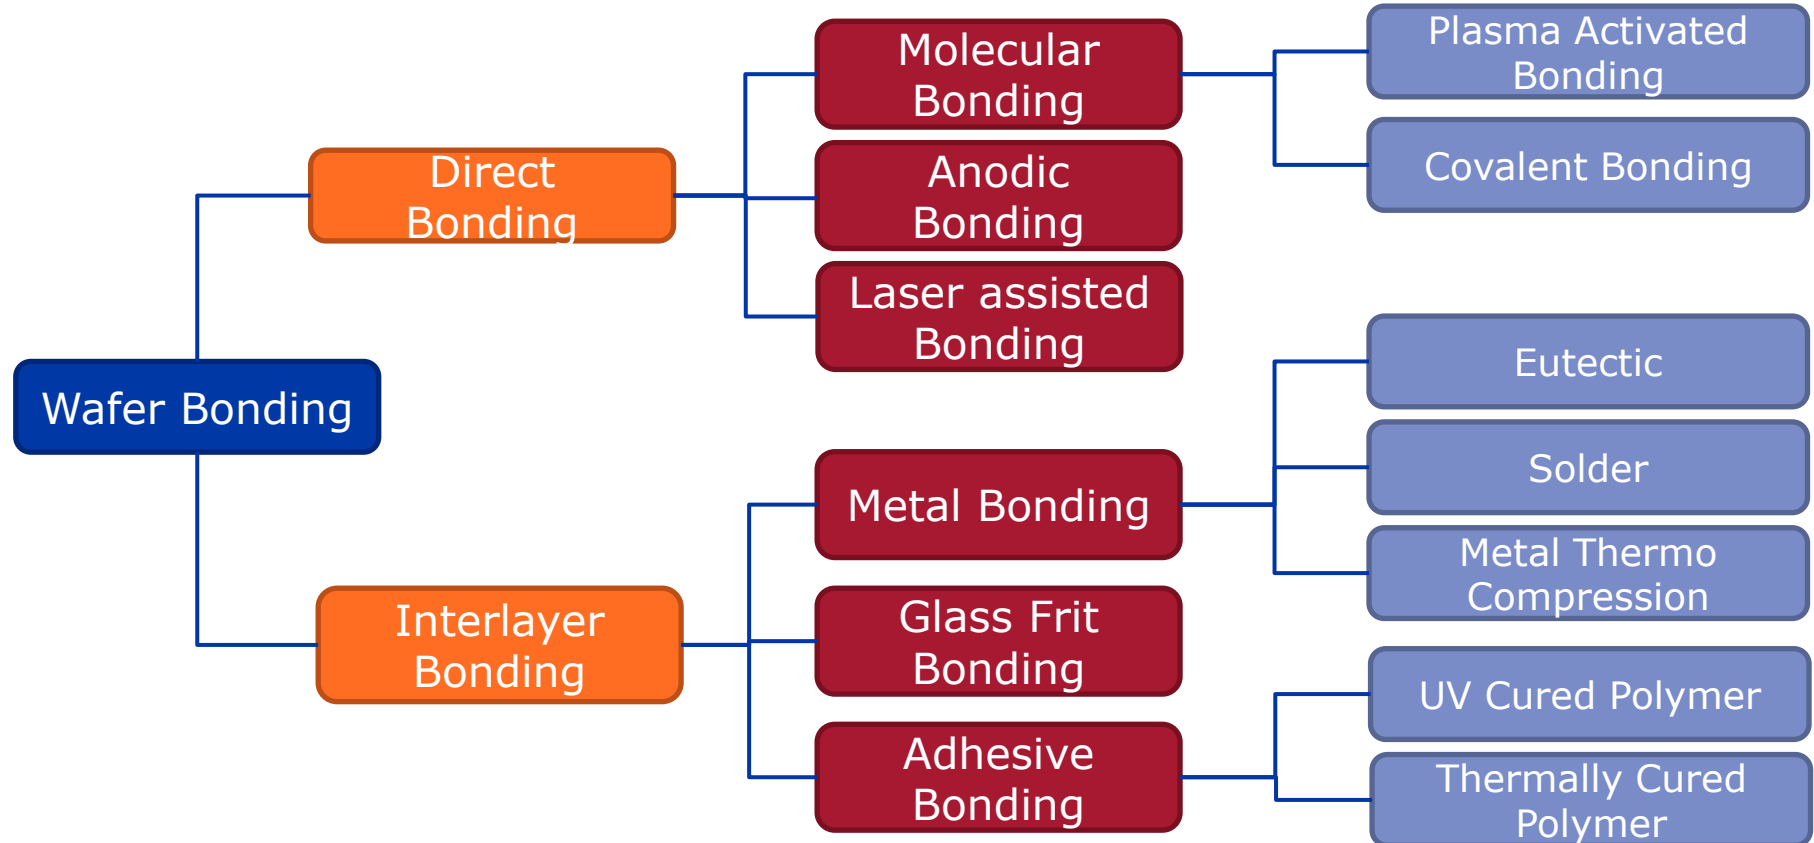 Wafer Bonding
Direct
Bonding
Molecular
Bonding
Plasma Activated
Bonding
Covalent Bonding
Anodic
Bonding
Laser assisted
Bonding
Interlayer
Bonding
Metal Bonding
Eutectic
Solder
Metal Thermo
Compression
Glass Frit
Bonding
Adhesive
Bonding
UV Cured Polymer
Thermally Cured
Polymer